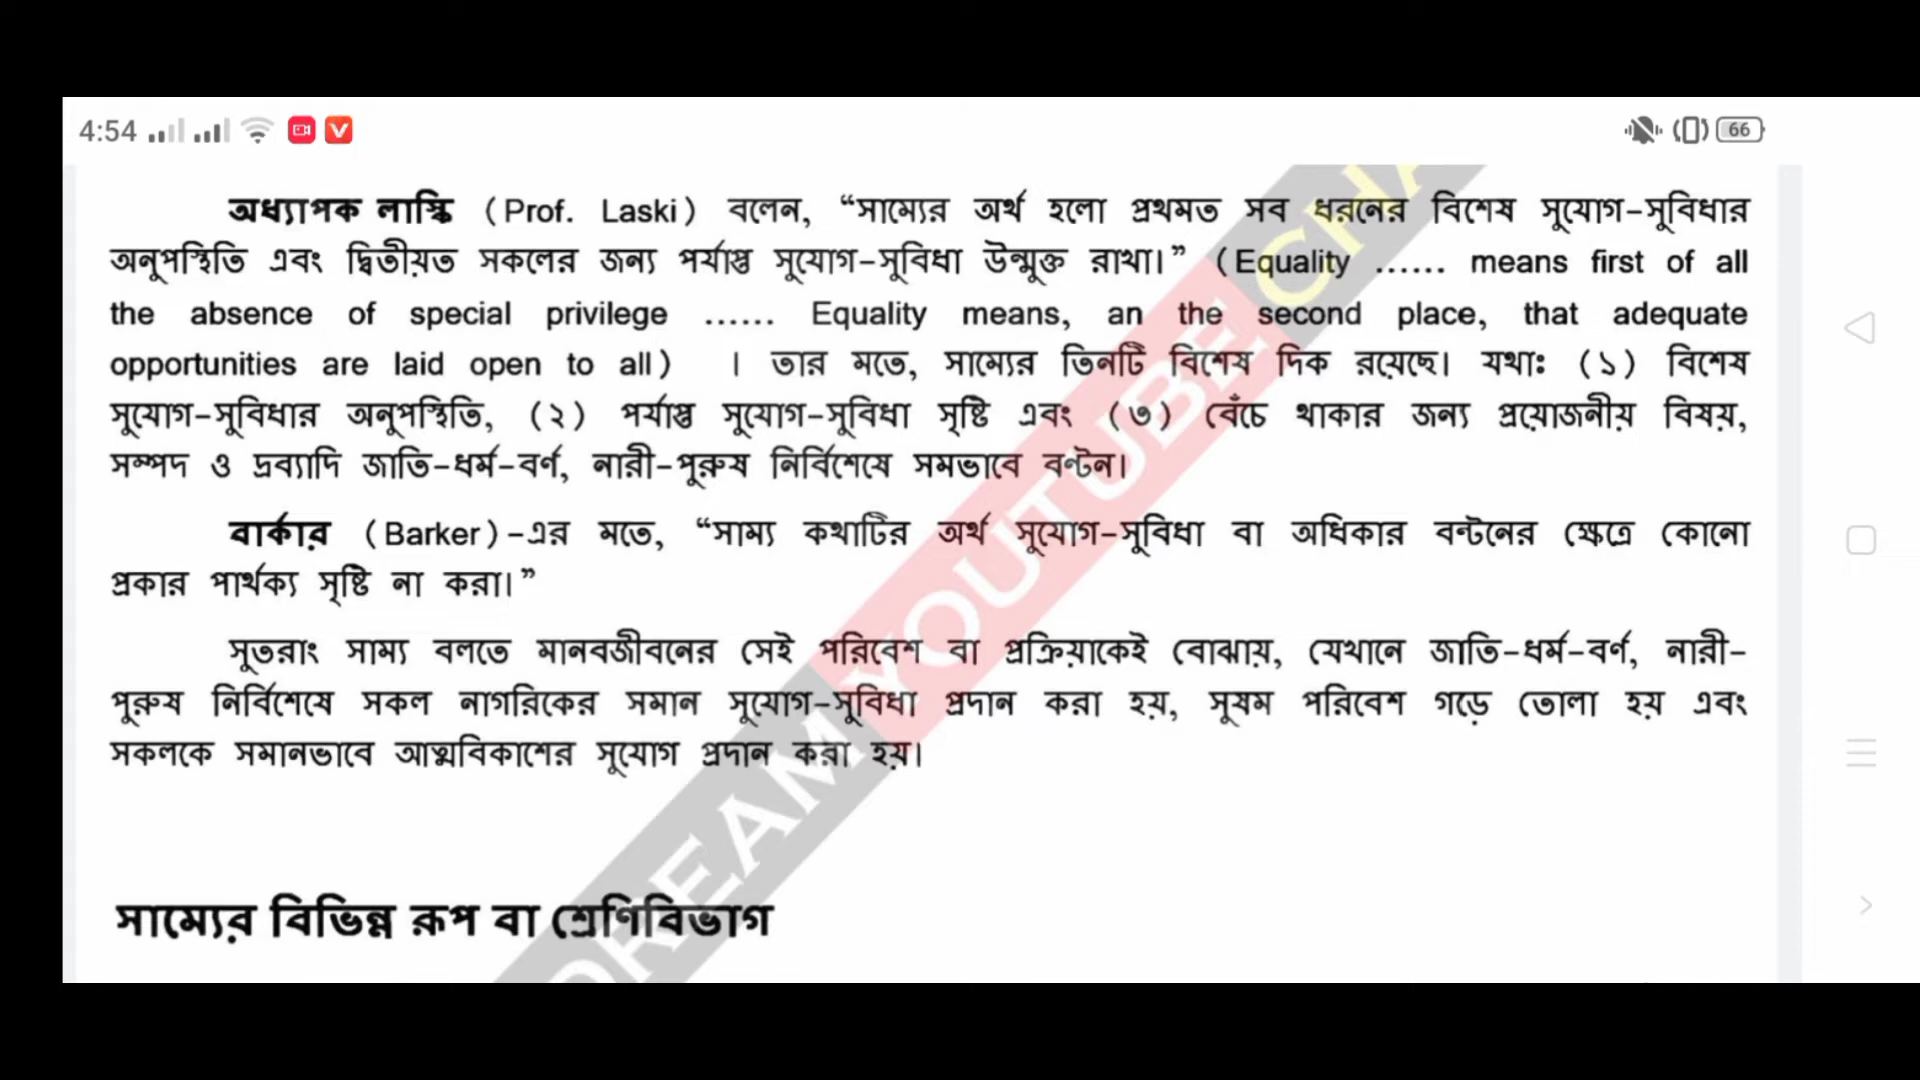 4:54
66
অধ্যাপক লাস্কি (Prof. Laski) বলেন, “সাম্যের অর্থ হলো প্রথমত সব ধরনের বিশেষ সুযোগ-সুবিধার
অনুপস্থিতি এবং দ্বিতীয়ত সকলের জন্য পর্যাপ্ত সুযোগ-সুবিধা উন্মুক্ত রাখা।” (Equality ...... means first of all
the absence of special privilege ...... Equality means, an the second place, that adequate
opportunities are laid open to all) । তার মতে, সাম্যের তিনটি বিশেষ দিক রয়েছে। যথাঃ (১) বিশেষ
সুযোগ-সুবিধার অনুপস্থিতি, (২) পর্যাপ্ত সুযোগ-সুবিধা সৃষ্টি এবং (৩) বেঁচে থাকার জন্য প্রয়োজনীয় বিষয়,
সম্পদ ও দ্রব্যাদি জাতি-ধর্ম-বর্ণ, নারী-পুরুষ নির্বিশেষে সমভাবে বণ্টন।
বার্কার (Barker)-এর মতে, “সাম্য কথাটির অর্থ সুযোগ-সুবিধা বা অধিকার বন্টনের ক্ষেত্রে কোনো
প্রকার পার্থক্য সৃষ্টি না করা।”
সুতরাং সাম্য বলতে মানবজীবনের সেই পরিবেশ বা প্রক্রিয়াকেই বোঝায়, যেখানে জাতি-ধর্ম-বর্ণ, নারী-
পুরুষ নির্বিশেষে সকল নাগরিকের সমান সুযোগ-সুবিধা প্রদান করা হয়, সুষম পরিবেশ গড়ে তোলা হয় এবং
সকলকে সমানভাবে আত্মবিকাশের সুযোগ প্রদান করা হয়।
সাম্যের বিভিন্ন রূপ বা শ্রেণিবিভাগ
DREAM YOUTUBE CHA